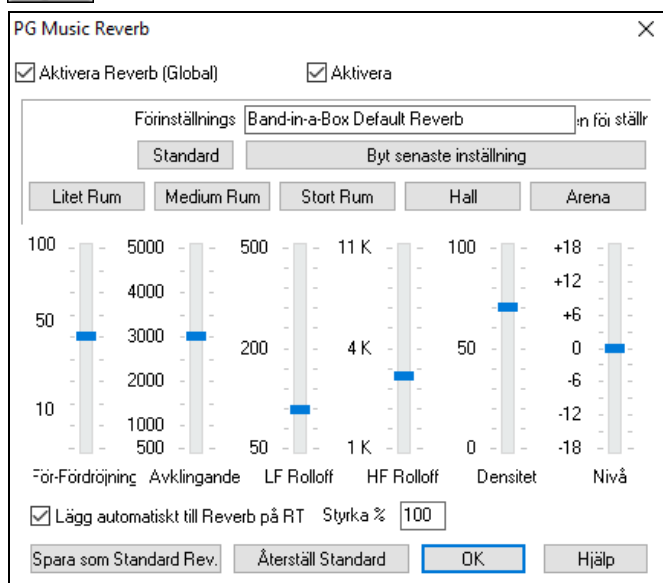 PG Music Reverb
Aktivera Reverb (Global) Aktivera
Förinställnings Band-in-a-Box Default Reverb en föi ställr
Standard Byt senaste inställning
Litet Rum Medium Rum Stort Rum Hall Arena
100 5000 500 11 K 100 +18
4000 +12
50 +6
3000 200 4 K 50 0
2000 -6
10 -12
1000
500 50 1 K 0 -18
För-Fördröjning Avklingande LF Rolloff HF Rolloff Densitet Nivå
Lägg automatiskt till Reverb på RT Styrka % 100
Spara som Standard Rev. Återställ Standard OK Hjälp